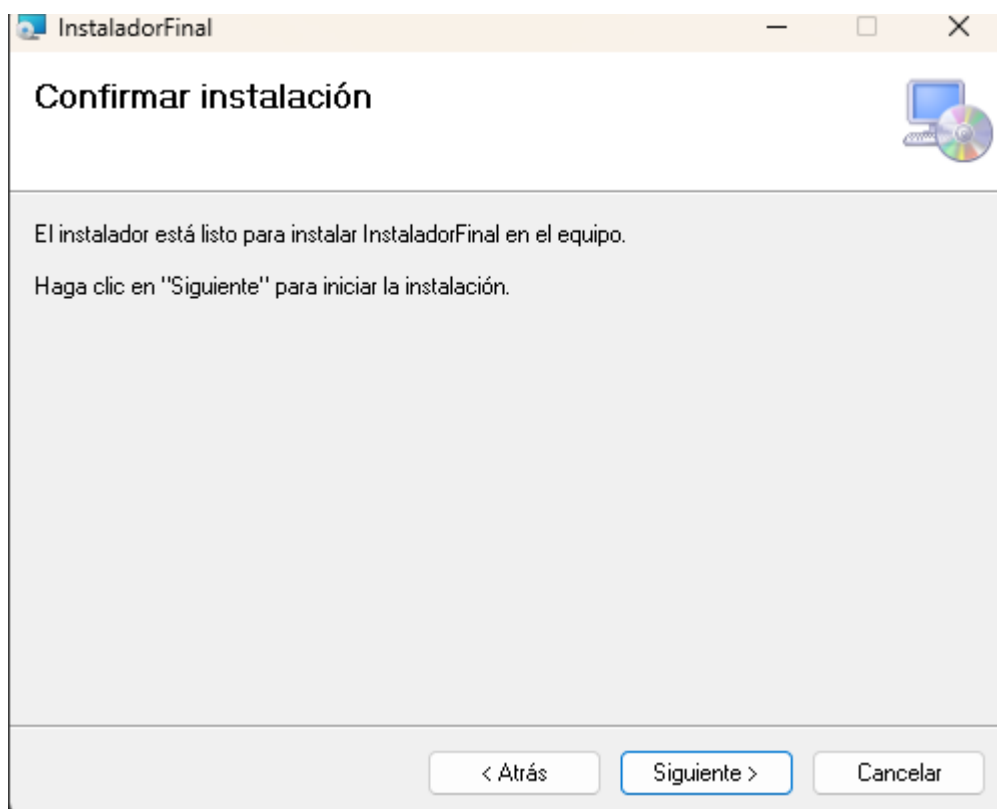 InstaladorFinal
Confirmar instalación
El instalador está listo para instalar InstaladorFinal en el equipo.
Haga clic en "Siguiente" para iniciar la instalación.
< Atrás
Siguiente >
Cancelar